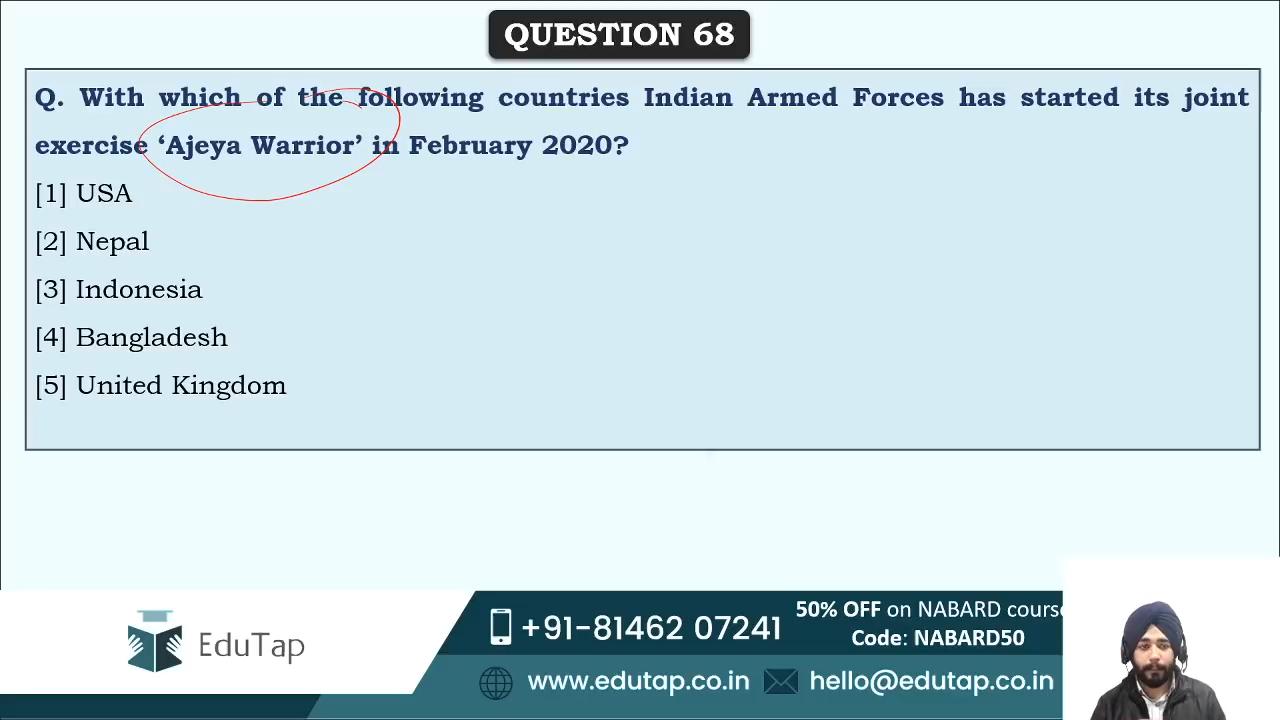 QUESTION 68
Q. With which of the following countries Indian Armed Forces has started its joint
exercise ‘Ajeya Warrior’ in February 2020?
[1] USA
[2] Nepal
[3] Indonesia
[4] Bangladesh
[5] United Kingdom
EduTap
+91-81462 07241
50% OFF on NABARD course
Code: NABARD50
www.edutap.co.in
hello@edutap.co.in